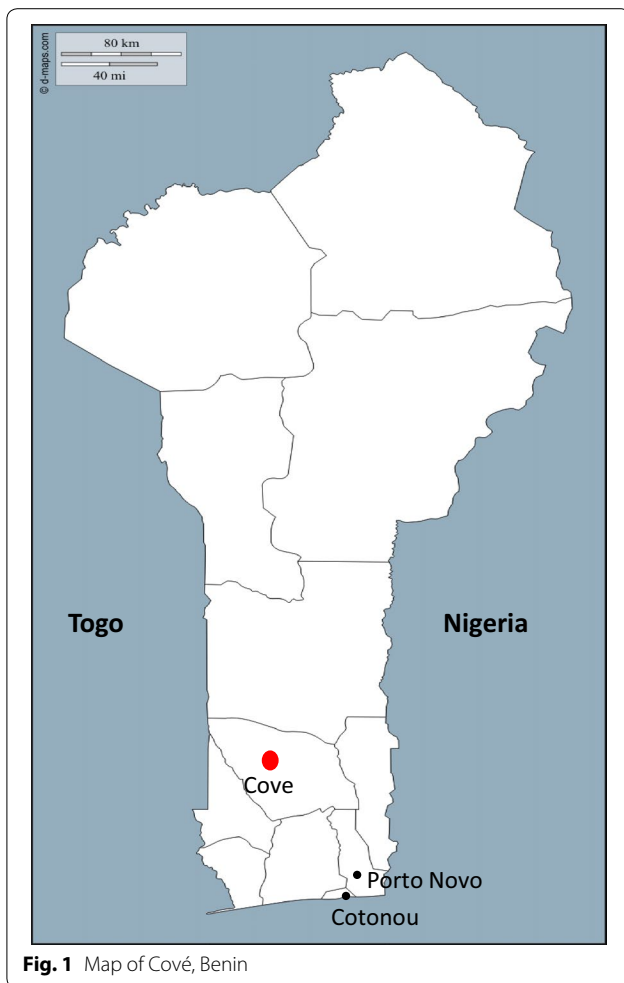 80 km
40 mi
© d-maps.com
Togo
Nigeria
Cove
Porto Novo
Cotonou
Fig. 1 Map of Cové, Benin